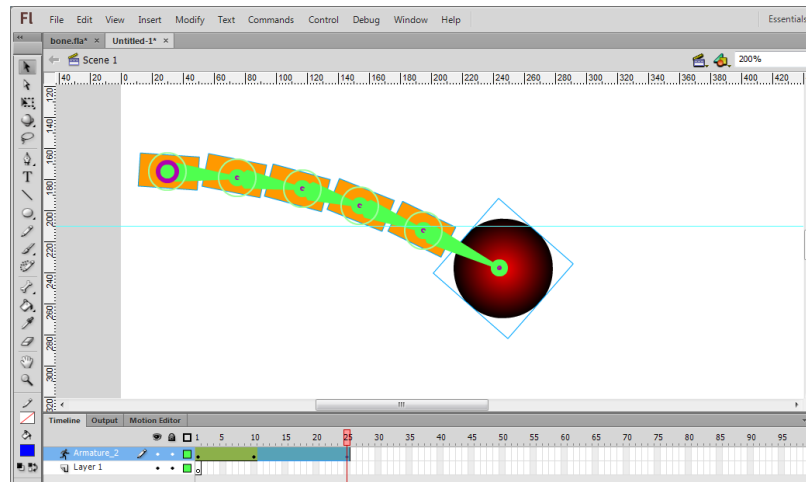 Fl File Edit View Insert Modify Text Commands Control Debug Window Help Essentials
bone.fla* × Untitled-1* ×
Scene 1 200%
40 20 0 20 40 60 80 100 120 140 160 180 200 220 240 260 280 300 320 340 360 380 400 420
120
140
160
180
200
220
240
260
280
300
320
T
Timeline Output Motion Editor
1 5 10 15 20 25 30 35 40 45 50 55 60 65 70 75 80 85 90 95
Armature_2
Layer 1